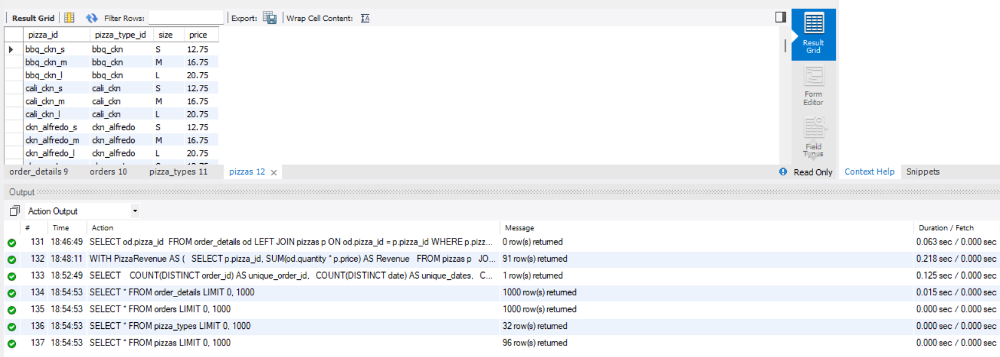 Result Grid Filter Rows: Export: Wrap Cell Content:
pizza_id pizza_type_id size price
bbq_ckn_s bbq_ckn S 12.75
bbq_ckn_m bbq_ckn M 16.75
bbq_ckn_l bbq_ckn L 20.75
cali_ckn_s cali_ckn S 12.75
cali_ckn_m cali_ckn M 16.75
cali_ckn_l cali_ckn L 20.75
ckn_alfredo_s ckn_alfredo S 12.75
ckn_alfredo_m ckn_alfredo M 16.75
ckn_alfredo_l ckn_alfredo L 20.75
Result
Grid
Form
Editor
Field
Types
order_details 9 orders 10 pizza_types 11 pizzas 12 Read Only Context Help Snippets
Output
Action Output
# Time Action Message Duration / Fetch
131 18:46:49 SELECT od.pizza_id FROM order_details od LEFT JOIN pizzas p ON od.pizza_id = p.pizza_id WHERE p.pizz... 0 row(s) returned 0.063 sec / 0.000 sec
132 18:48:11 WITH PizzaRevenue AS ( SELECT p.pizza_id, SUM(od.quantity * p.price) AS Revenue FROM pizzas p JO... 91 row(s) returned 0.218 sec / 0.000 sec
133 18:52:49 SELECT COUNT(DISTINCT order_id) AS unique_order_id, COUNT(DISTINCT date) AS unique_dates, C... 1 row(s) returned 0.125 sec / 0.000 sec
134 18:54:53 SELECT * FROM order_details LIMIT 0, 1000 1000 row(s) returned 0.015 sec / 0.000 sec
135 18:54:53 SELECT * FROM orders LIMIT 0, 1000 1000 row(s) returned 0.000 sec / 0.000 sec
136 18:54:53 SELECT * FROM pizza_types LIMIT 0, 1000 32 row(s) returned 0.000 sec / 0.000 sec
137 18:54:53 SELECT * FROM pizzas LIMIT 0, 1000 96 row(s) returned 0.000 sec / 0.000 sec